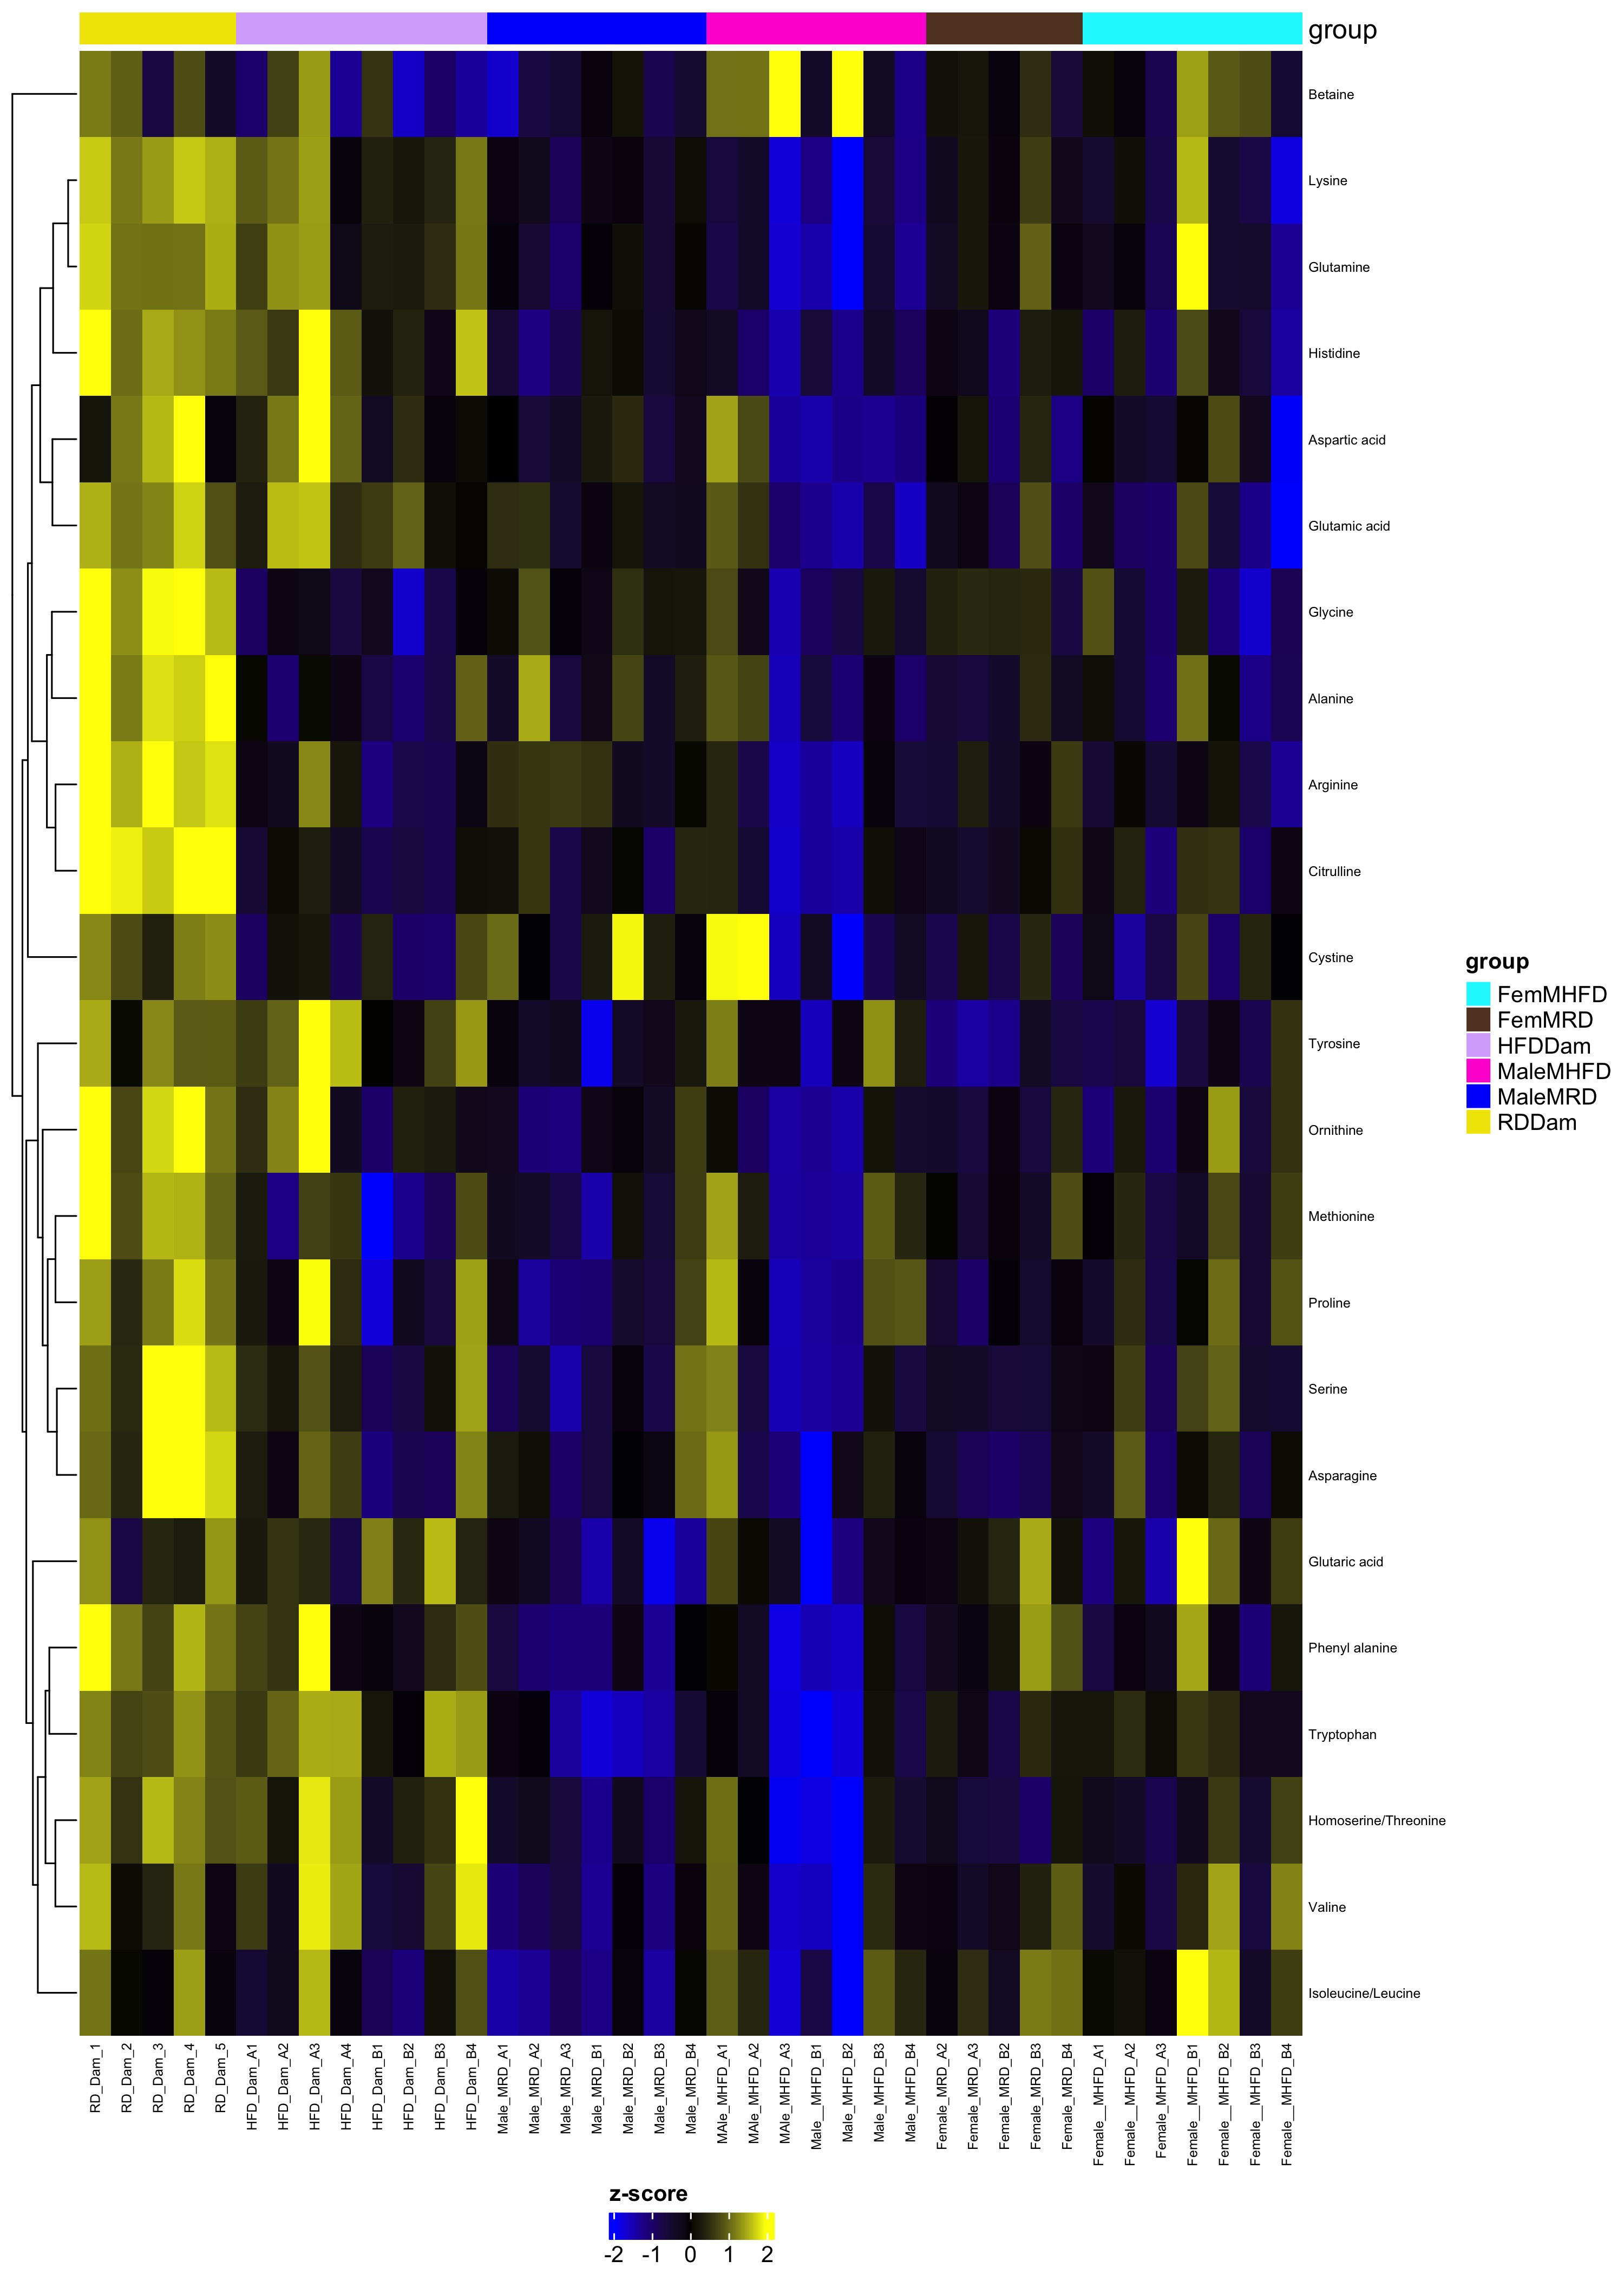 group
Betaine
Lysine
Glutamine
Histidine
Aspartic acid
Glutamic acid
Glycine
Alanine
Arginine
Citrulline
Cystine
Tyrosine
Ornithine
Methionine
Proline
Serine
Asparagine
Glutaric acid
Phenyl alanine
Tryptophan
Homoserine/Threonine
Valine
Isoleucine/Leucine
group
FemMHFD
FemMRD
HFDDam
MaleMHFD
MaleMRD
RDDam
RD_Dam_1
RD_Dam_2
RD_Dam_3
RD_Dam_4
RD_Dam_5
HFD_Dam_A1
HFD_Dam_A2
HFD_Dam_A3
HFD_Dam_A4
HFD_Dam_B1
HFD_Dam_B2
HFD_Dam_B3
HFD_Dam_B4
Male_MRD_A1
Male_MRD_A2
Male_MRD_A3
Male_MRD_B1
Male_MRD_B2
Male_MRD_B3
Male_MRD_B4
MAle_MHFD_A1
MAle_MHFD_A2
MAle_MHFD_A3
Male__MHFD_B1
Male_MHFD_B2
Male_MHFD_B3
Male_MHFD_B4
Female_MRD_A2
Female_MRD_A3
Female_MRD_B2
Female_MRD_B3
Female_MRD_B4
Female__MHFD_A1
Female__MHFD_A2
Female_MHFD_A3
Female__MHFD_B1
Female__MHFD_B2
Female__MHFD_B3
Female__MHFD_B4
z-score
-2 -1 0 1 2